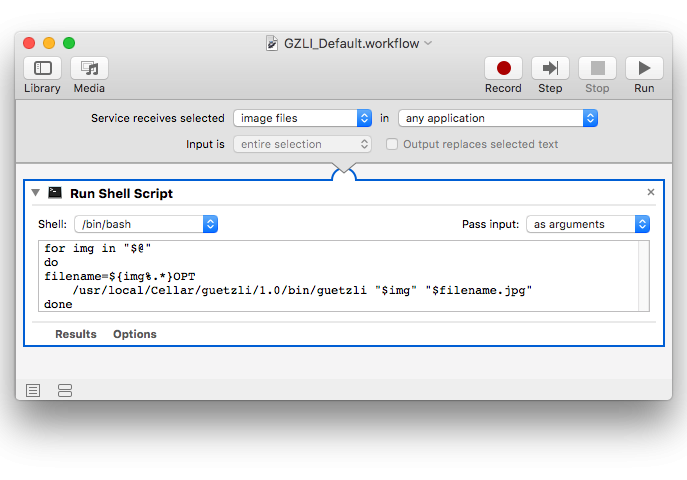 GZLI_Default.workflow
Library Media Record Step Stop Run
Service receives selected image files in any application
Input is entire selection Output replaces selected text
Run Shell Script
Shell: /bin/bash Pass input: as arguments
for img in "$@"
do
filename=${img%.*}OPT
/usr/local/Cellar/guetzli/1.0/bin/guetzli "$img" "$filename.jpg"
done
Results Options